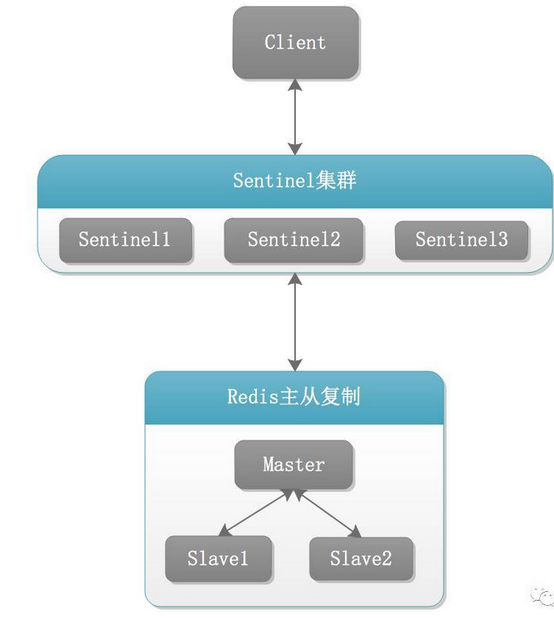 Client
Sentinel集群
Sentinel1 Sentinel2 Sentinel3
Redis主从复制
Master
Slave1 Slave2